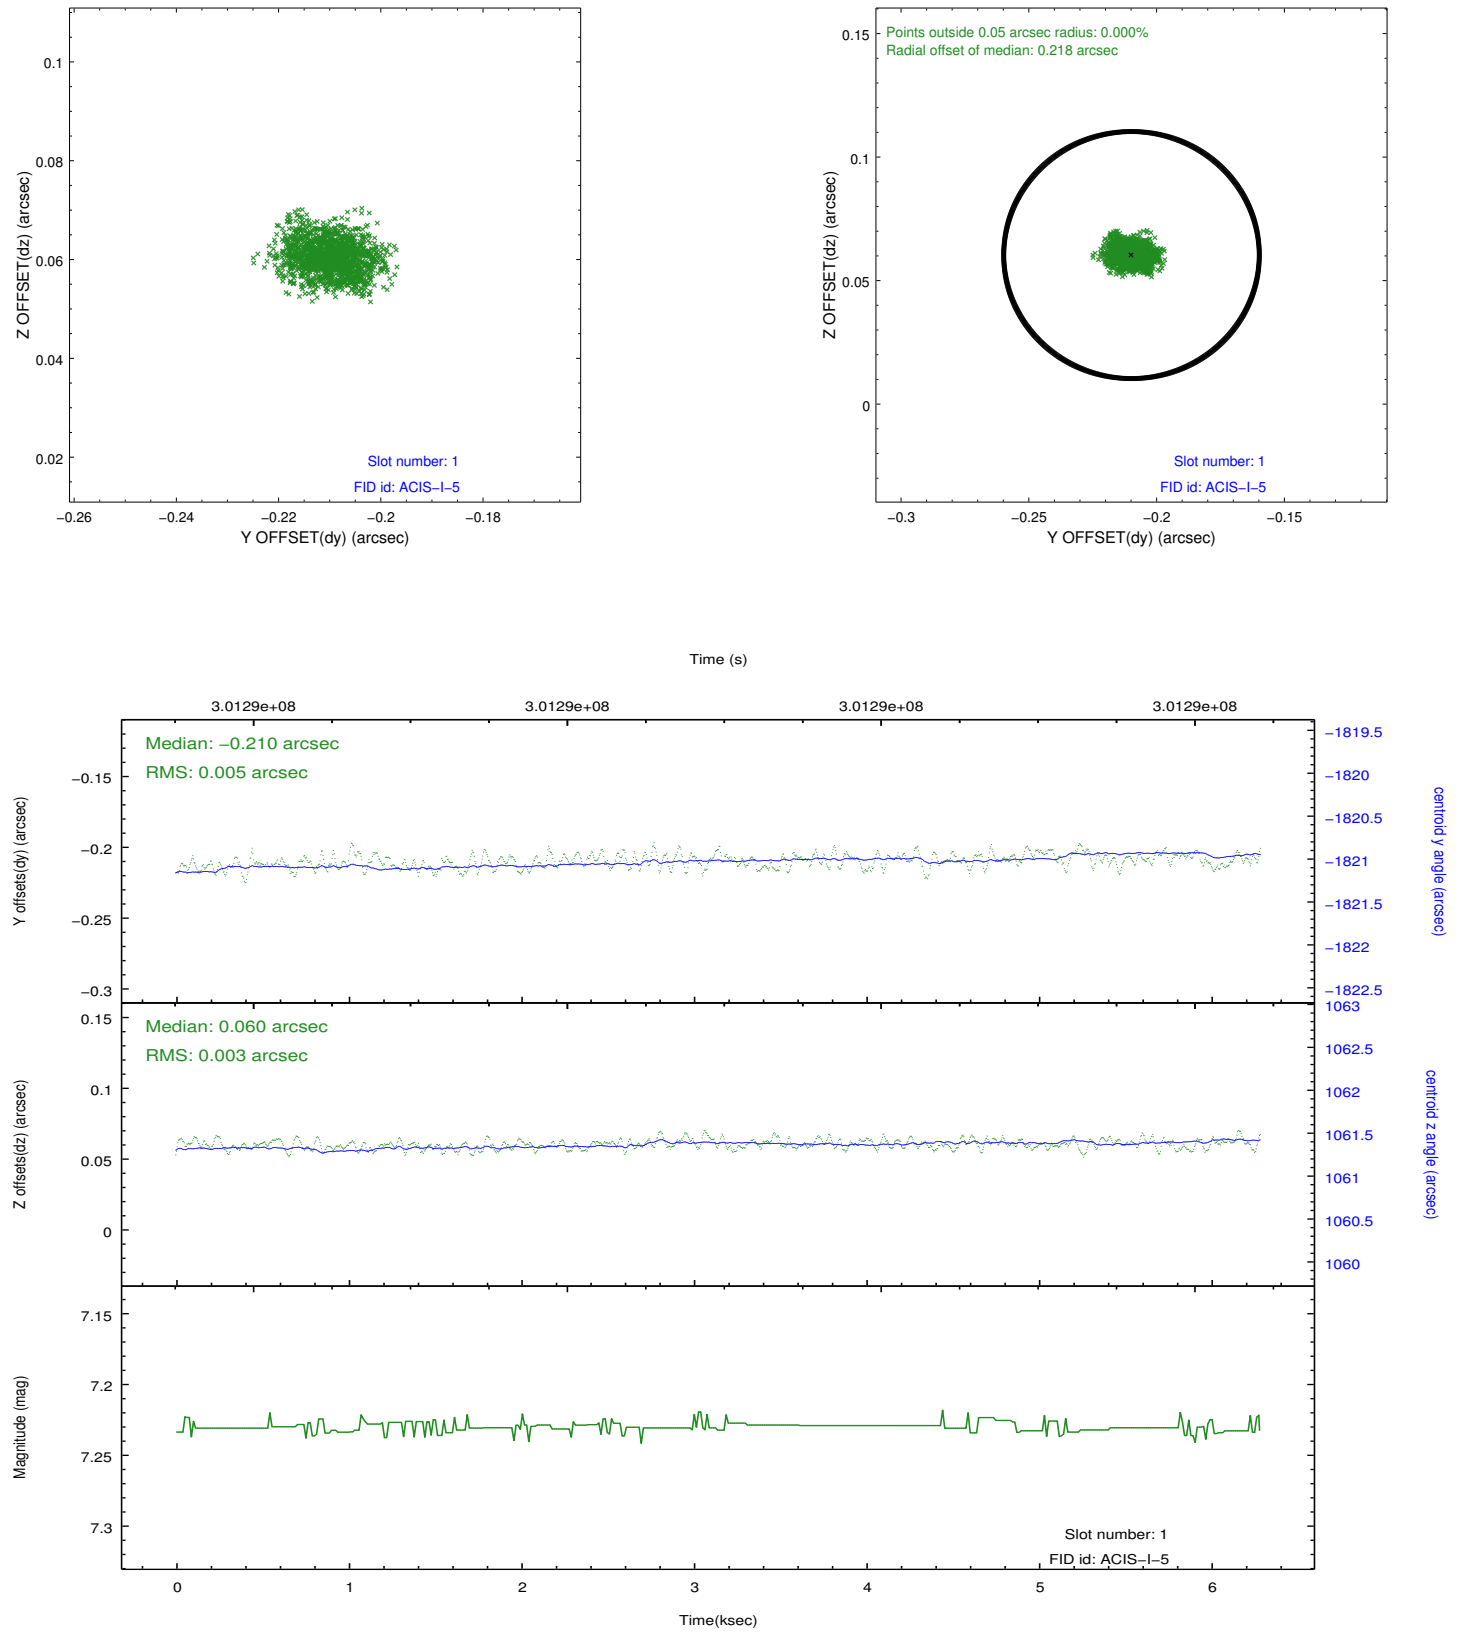 0.1
0.08
0.06
0.04
0.02
Z OFFSET(dz) (arcsec)
Slot number: 1
FID id: ACIS−I−5
−0.26 −0.24 −0.22 −0.2 −0.18
Y OFFSET(dy) (arcsec)
Points outside 0.05 arcsec radius: 0.000%
Radial offset of median: 0.218 arcsec
0.15
0.1
0.05
0
Z OFFSET(dz) (arcsec)
Slot number: 1
FID id: ACIS−I−5
−0.3 −0.25 −0.2 −0.15
Y OFFSET(dy) (arcsec)
Time (s)
3.0129e+08 3.0129e+08 3.0129e+08 3.0129e+08
Median: −0.210 arcsec
RMS: 0.005 arcsec
−0.15
−0.2
−0.25
−0.3
Y offsets(dy) (arcsec)
−1819.5
−1820
−1820.5
−1821
−1821.5
−1822
−1822.5
centroid y angle (arcsec)
Median: 0.060 arcsec
RMS: 0.003 arcsec
0.15
0.1
0.05
0
Z offsets(dz) (arcsec)
1063
1062.5
1062
1061.5
1061
1060.5
1060
centroid z angle (arcsec)
7.15
7.2
7.25
7.3
Magnitude (mag)
Slot number: 1
FID id: ACIS−I−5
0 1 2 3 4 5 6
Time(ksec)